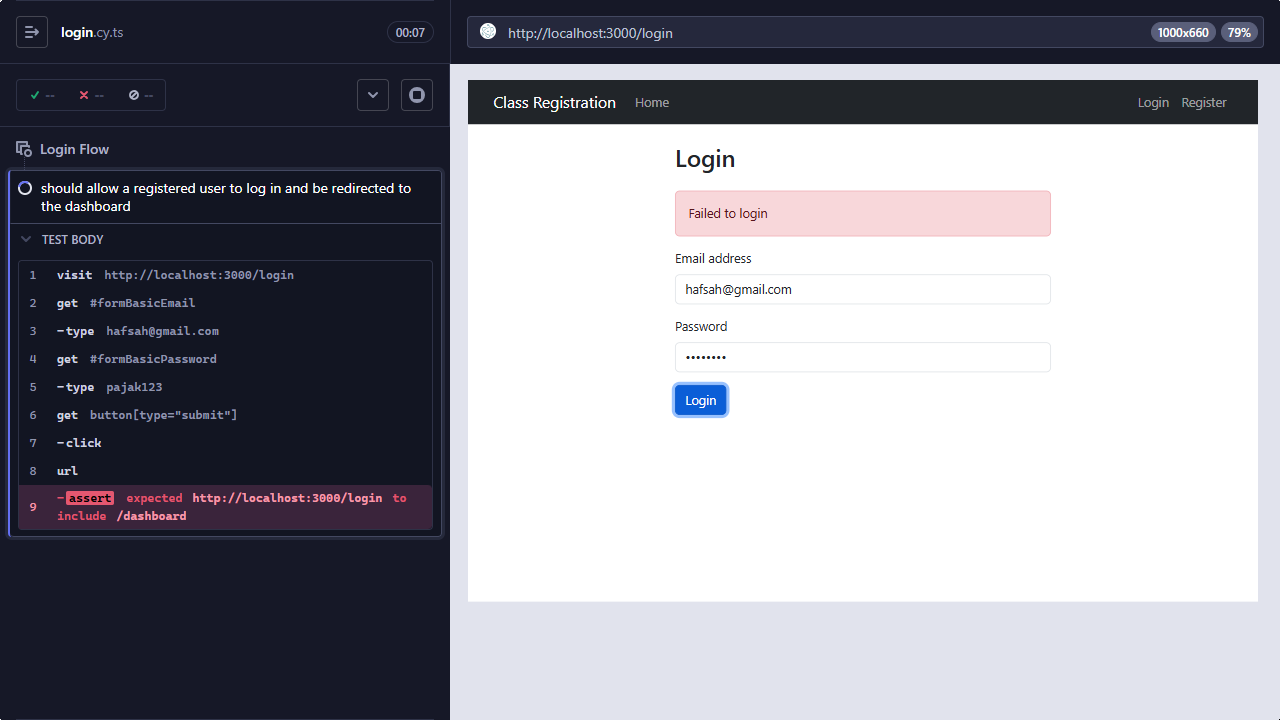 login.cy.ts
00:07
http://localhost:3000/login
1000x660
79%
--
--
--
Class Registration
Home
Login
Register
Login Flow
should allow a registered user to log in and be redirected to
the dashboard
TEST BODY
1 visit http://localhost:3000/login
2 get #formBasicEmail
3 -type hafsah@gmail.com
4 get #formBasicPassword
5 -type pajak123
6 get button[type="submit"]
7 -click
8 url
9 -assert expected http://localhost:3000/login to
include /dashboard
Login
Failed to login
Email address
hafsah@gmail.com
Password
••••••••
Login